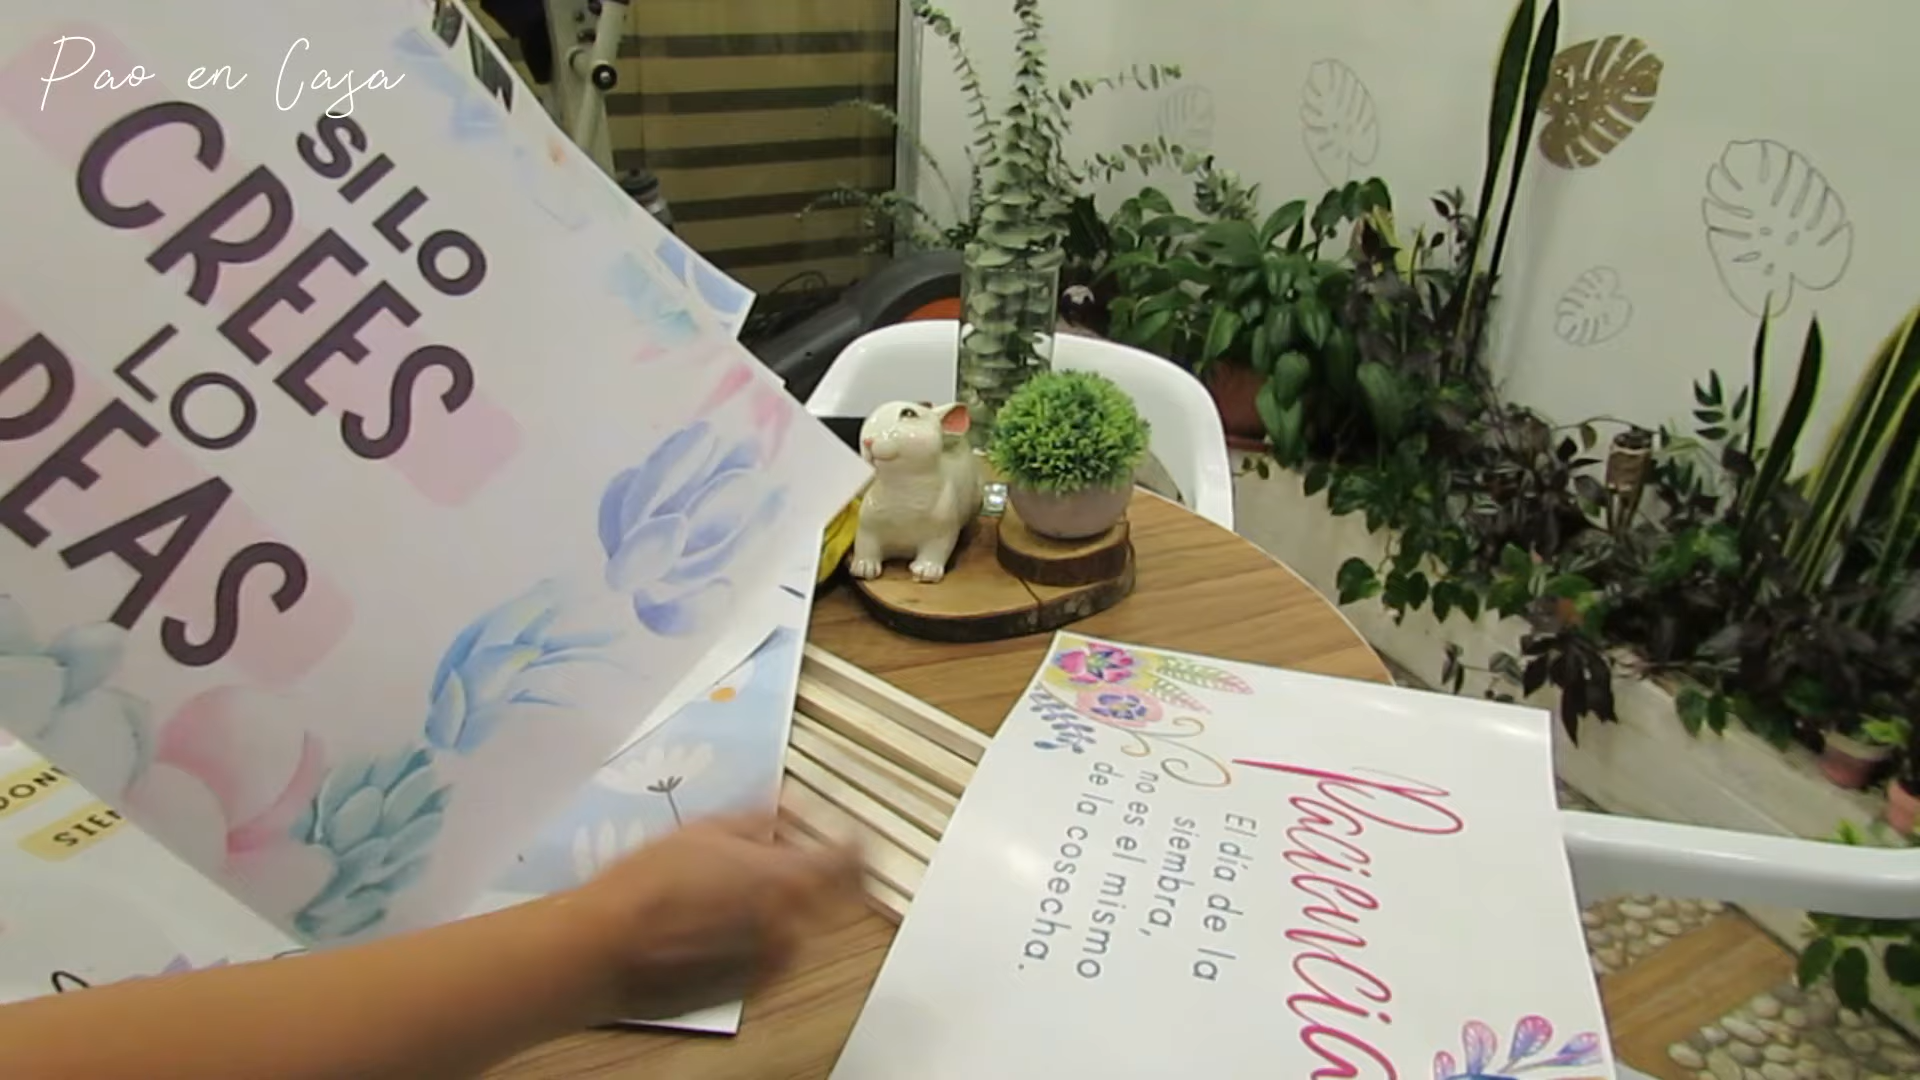 Pao en Casa
SI LO
CREES
LO
Paciencia
El día de la
siembra,
no es el mismo
de la cosecha.